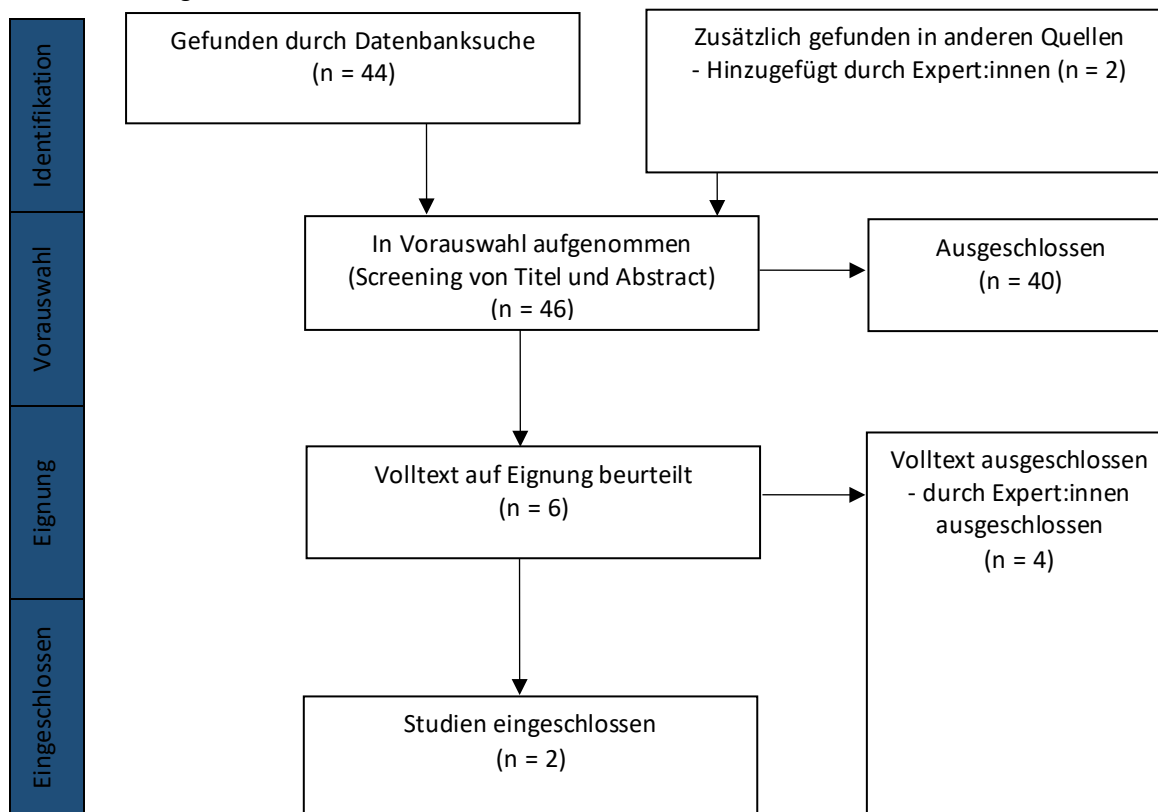 Identifikation
Gefunden durch Datenbanksuche
(n = 44)
Zusätzlich gefunden in anderen Quellen
- Hinzugefügt durch Expert:innen (n = 2)
Vorauswahl
In Vorauswahl aufgenommen
(Screening von Titel und Abstract)
(n = 46)
Ausgeschlossen
(n = 40)
Eignung
Volltext auf Eignung beurteilt
(n = 6)
Volltext ausgeschlossen
- durch Expert:innen
ausgeschlossen
(n = 4)
Eingeschlossen
Studien eingeschlossen
(n = 2)